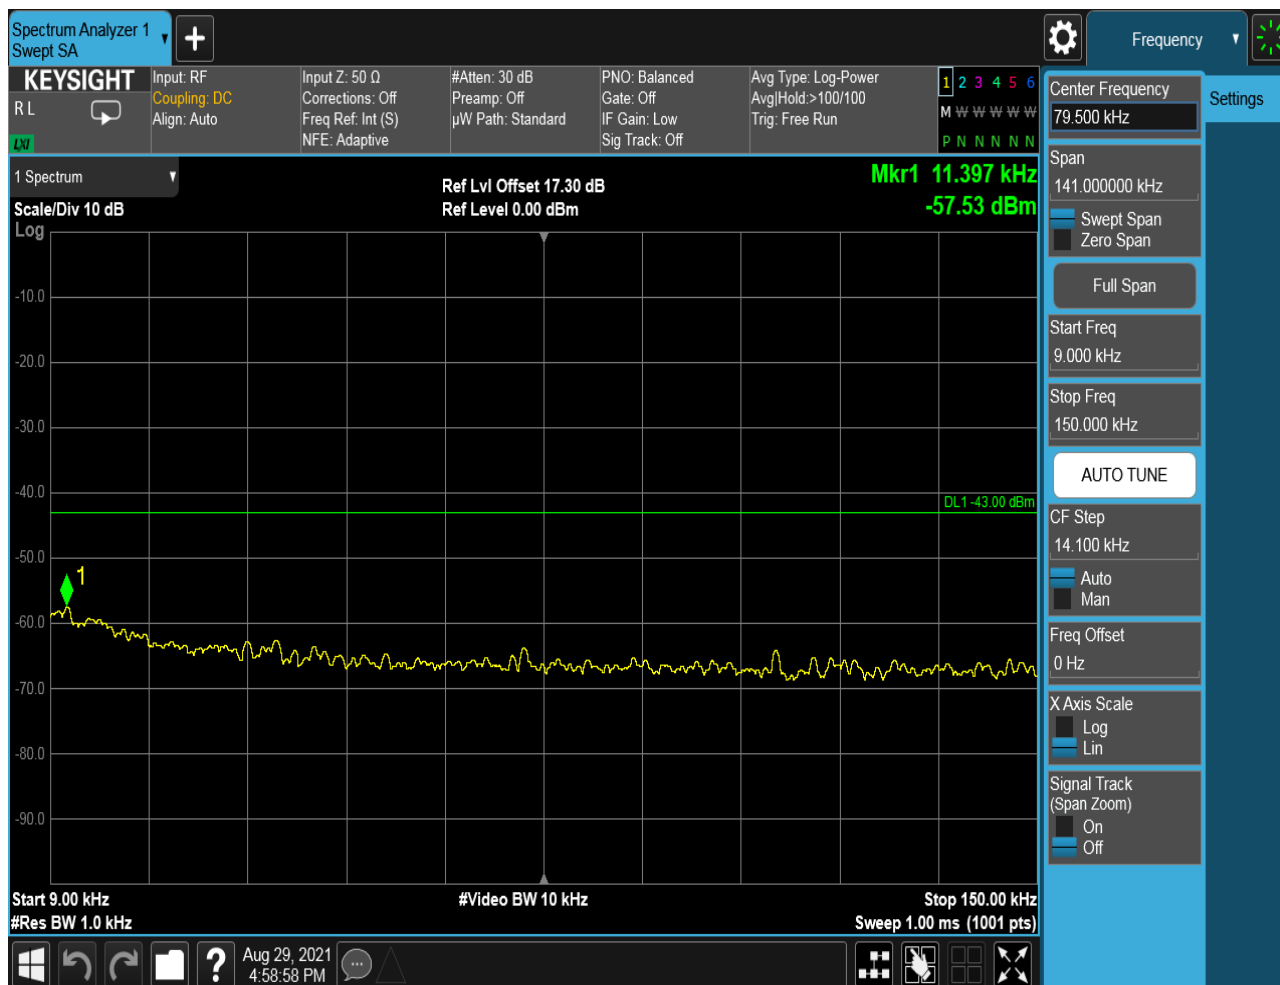 Spectrum Analyzer 1
Swept SA
Frequency
KEYSIGHT
R L
LXI
Input: RF
Coupling: DC
Align: Auto
Input Z: 50 Ω
Corrections: Off
Freq Ref: Int (S)
NFE: Adaptive
#Atten: 30 dB
Preamp: Off
µW Path: Standard
PNO: Balanced
Gate: Off
IF Gain: Low
Sig Track: Off
Avg Type: Log-Power
Avg|Hold:>100/100
Trig: Free Run
1 2 3 4 5 6
M W W W W W
P N N N N N
1 Spectrum
Scale/Div 10 dB
Log
Ref Lvl Offset 17.30 dB
Ref Level 0.00 dBm
Mkr1 11.397 kHz
-57.53 dBm
-10.0
-20.0
-30.0
-40.0
DL1 -43.00 dBm
-50.0
1
-60.0
-70.0
-80.0
-90.0
Start 9.00 kHz
#Res BW 1.0 kHz
#Video BW 10 kHz
Stop 150.00 kHz
Sweep 1.00 ms (1001 pts)
Center Frequency
79.500 kHz
Settings
Span
141.000000 kHz
Swept Span
Zero Span
Full Span
Start Freq
9.000 kHz
Stop Freq
150.000 kHz
AUTO TUNE
CF Step
14.100 kHz
Auto
Man
Freq Offset
0 Hz
X Axis Scale
Log
Lin
Signal Track
(Span Zoom)
On
Off
?
Aug 29, 2021
4:58:58 PM